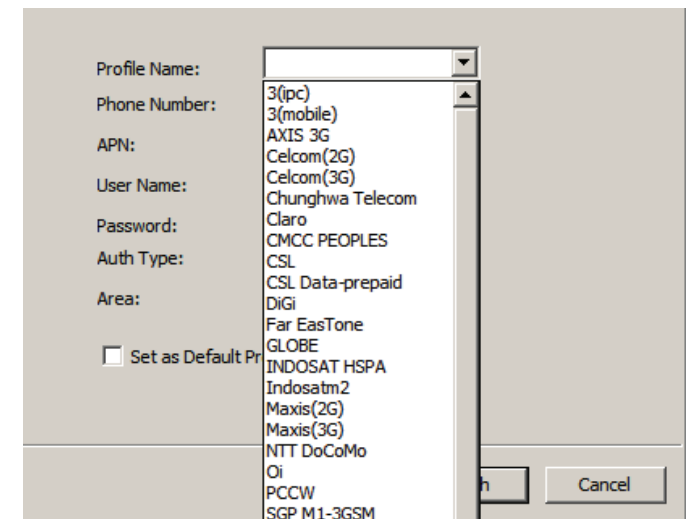 Profile Name:
Phone Number:
APN:
User Name:
Password:
Auth Type:
Area:
Set as Default Pr
3(ipc)
3(mobile)
AXIS 3G
Celcom(2G)
Celcom(3G)
Chunghwa Telecom
Claro
CMCC PEOPLES
CSL
CSL Data-prepaid
DiGi
Far EasTone
GLOBE
INDOSAT HSPA
Indosatm2
Maxis(2G)
Maxis(3G)
NTT DoCoMo
Oi
PCCW
SGP M1-3GSM
h
Cancel